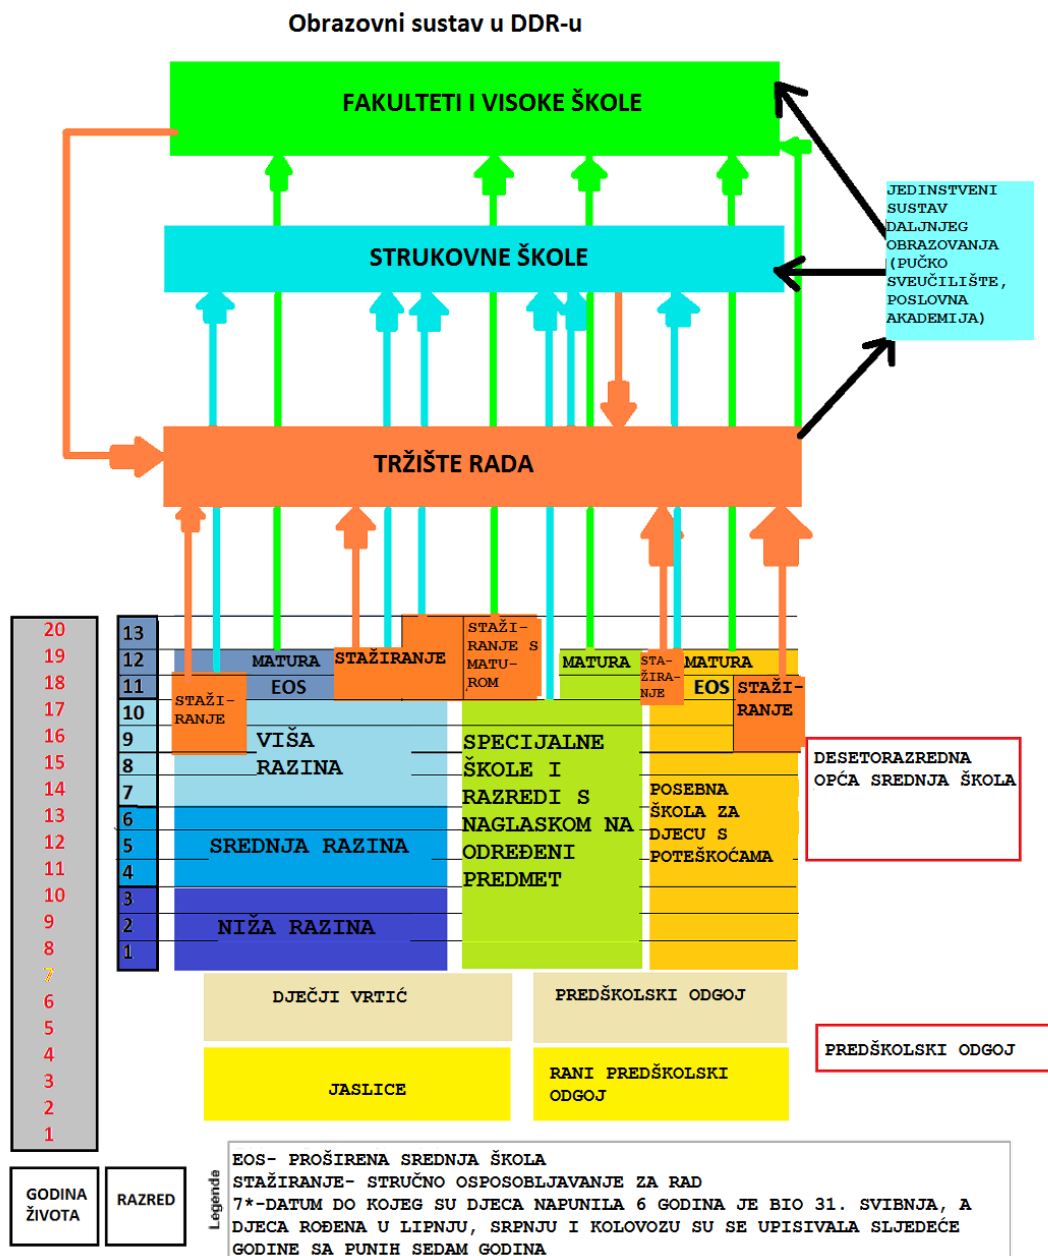 Obrazovni sustav u DDR-u
FAKULTETI I VISOKE ŠKOLE
JEDINSTVENI
SUSTAV
DALJNJEG
OBRAZOVANJA
(PUČKO
SVEUČILIŠTE,
POSLOVNA
AKADEMIJA)
STRUKOVNE ŠKOLE
TRŽIŠTE RADA
20
19
18
17
16
15
14
13
12
11
10
9
8
7
6
5
4
3
2
1
13
12
11
10
9
8
7
6
5
4
3
2
1
MATURA
EOS
STAŽI-
RANJE
STAŽIRANJE
STAŽI-
RANJE S
MATU-
ROM
MATURA
STA-
ŽIRA-
NJE
MATURA
EOS
STAŽI-
RANJE
VIŠA
RAZINA
SREDNJA RAZINA
NIŽA RAZINA
SPECIJALNE
ŠKOLE I
RAZREDI S
NAGLASKOM NA
ODREĐENI
PREDMET
POSEBNA
ŠKOLA ZA
DJECU S
POTEŠKOĆAMA
DESETORAZREDNA
OPĆA SREDNJA ŠKOLA
DJEČJI VRTIĆ
PREDŠKOLSKI ODGOJ
JASLICE
RANI PREDŠKOLSKI
ODGOJ
PREDŠKOLSKI ODGOJ
GODINA
ŽIVOTA
RAZRED
Legende
EOS- PROŠIRENA SREDNJA ŠKOLA
STAŽIRANJE- STRUČNO OSPOSOBLJAVANJE ZA RAD
7*-DATUM DO KOJEG SU DJECA NAPUNILA 6 GODINA JE BIO 31. SVIBNJA, A
DJECA ROĐENA U LIPNJU, SRPNJU I KOLOVOZU SU SE UPISIVALA SLJEDEĆE
GODINE SA PUNIH SEDAM GODINA